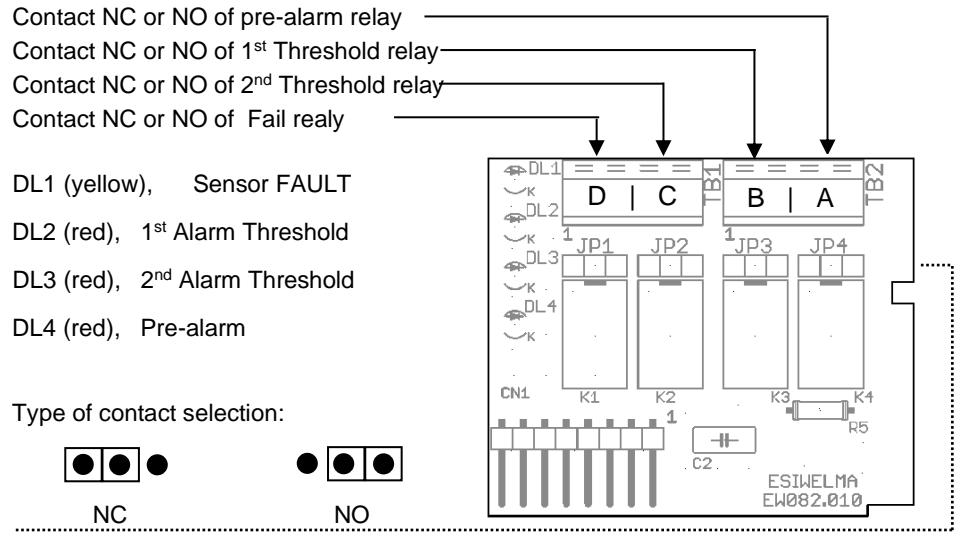 Contact NC or NO of pre-alarm relay
Contact NC or NO of 1st Threshold relay
Contact NC or NO of 2nd Threshold relay
Contact NC or NO of Fail realy
DL1 (yellow), Sensor FAULT
DL2 (red), 1st Alarm Threshold
DL3 (red), 2nd Alarm Threshold
DL4 (red), Pre-alarm
Type of contact selection:
NC NO
DL1
K
DL2
K
DL3
K
DL4
K
D | C
TB1
B | A
TB2
1 1
JP1 JP2 JP3 JP4
K1 K2 K3 K4
CN1
1
R5
C2
ESIWELMA
EW082.010